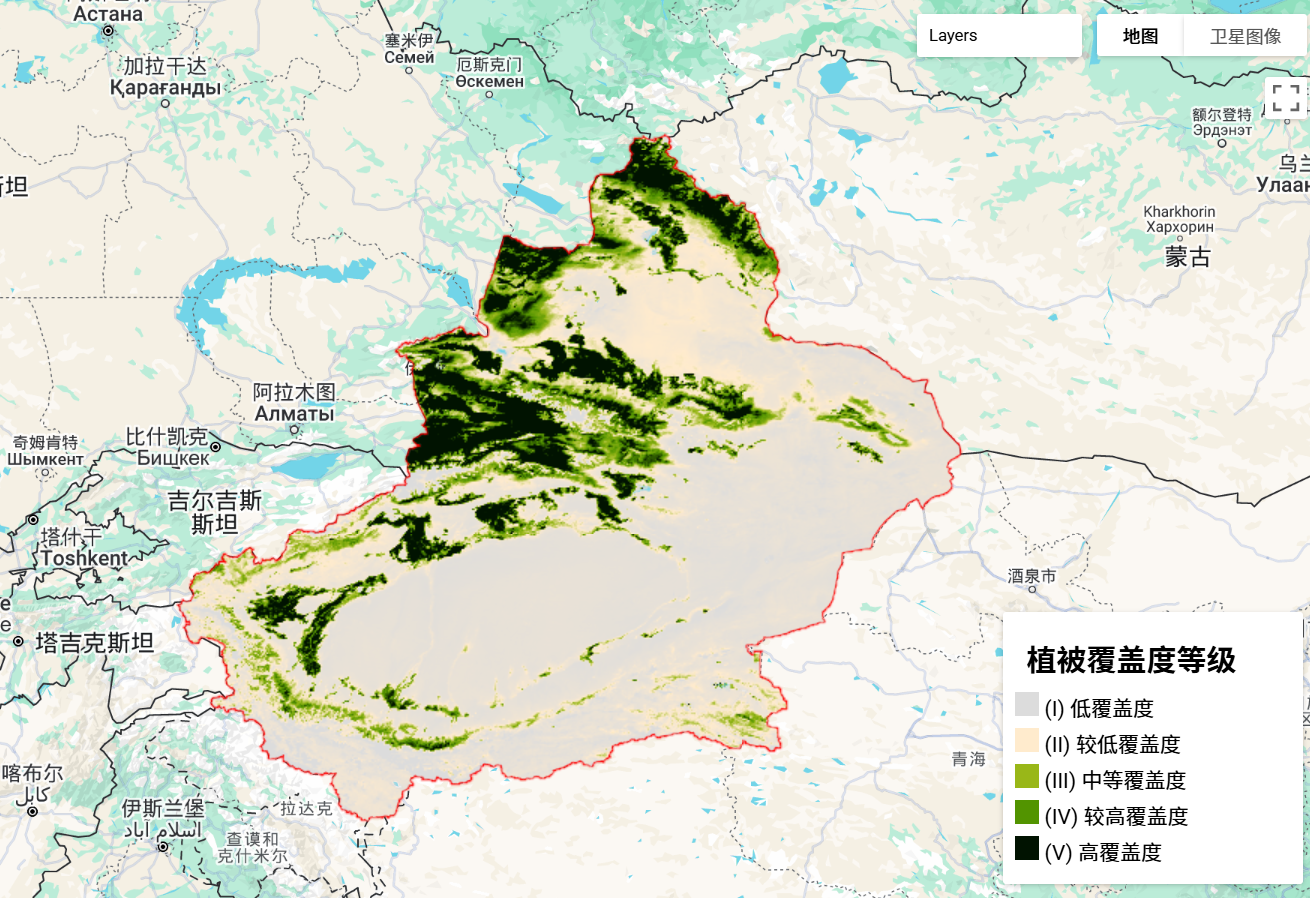 Астана
Layers
地图
卫星图像
塞米伊
Семей
加拉干达
Қарағанды
厄斯克门
Өскемен
额尔登特
Эрдэнэт
乌兰
Улаан
斤坦
Kharkhorin
Хархорин
蒙古
阿拉木图
Алматы
比什凯克
Бишкек
奇姆肯特
Шымкент
吉尔吉斯
斯坦
塔什干
Toshkent
酒泉市
e
e
塔吉克斯坦
植被覆盖度等级
(I) 低覆盖度
(II) 较低覆盖度
(III) 中等覆盖度
(IV) 较高覆盖度
(V) 高覆盖度
青海
喀布尔
كابل
伊斯兰堡
اسلام آباد
拉达克
查谟和
克什米尔